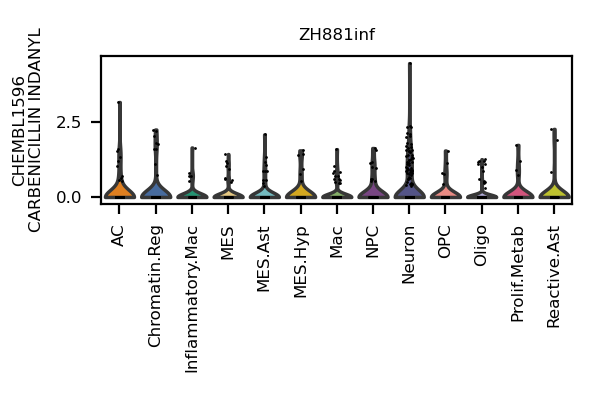 ZH881inf
CHEMBL1596
CARBENICILLIN INDANYL
2.5
0.0
AC
Chromatin.Reg
Inflammatory.Mac
MES
MES.Ast
MES.Hyp
Mac
NPC
Neuron
OPC
Oligo
Prolif.Metab
Reactive.Ast